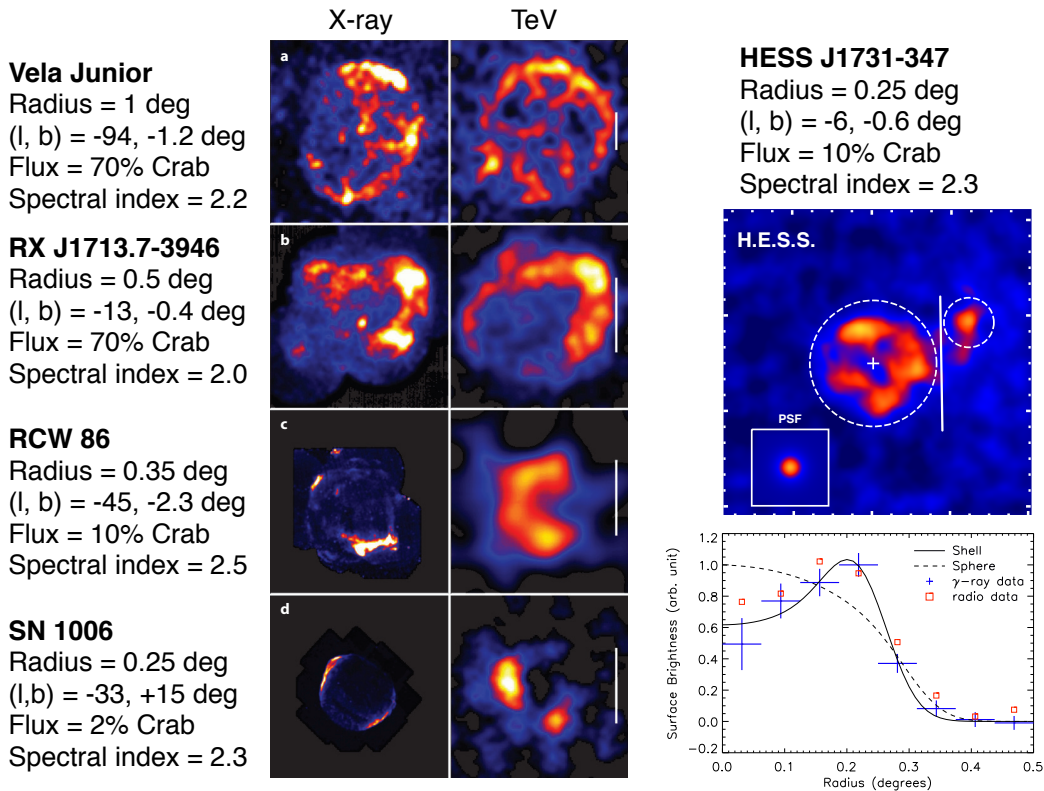 X-ray
TeV
Vela Junior
Radius = 1 deg
(l, b) = -94, -1.2 deg
Flux = 70% Crab
Spectral index = 2.2
a
RX J1713.7-3946
Radius = 0.5 deg
(l, b) = -13, -0.4 deg
Flux = 70% Crab
Spectral index = 2.0
b
RCW 86
Radius = 0.35 deg
(l, b) = -45, -2.3 deg
Flux = 10% Crab
Spectral index = 2.5
c
SN 1006
Radius = 0.25 deg
(l,b) = -33, +15 deg
Flux = 2% Crab
Spectral index = 2.3
d
HESS J1731-347
Radius = 0.25 deg
(l, b) = -6, -0.6 deg
Flux = 10% Crab
Spectral index = 2.3
H.E.S.S.
PSF
Surface Brightness (arb. unit)
1.2
1.0
0.8
0.6
0.4
0.2
0.0
-0.2
Shell
Sphere
γ-ray data
radio data
0.0 0.1 0.2 0.3 0.4 0.5
Radius (degrees)